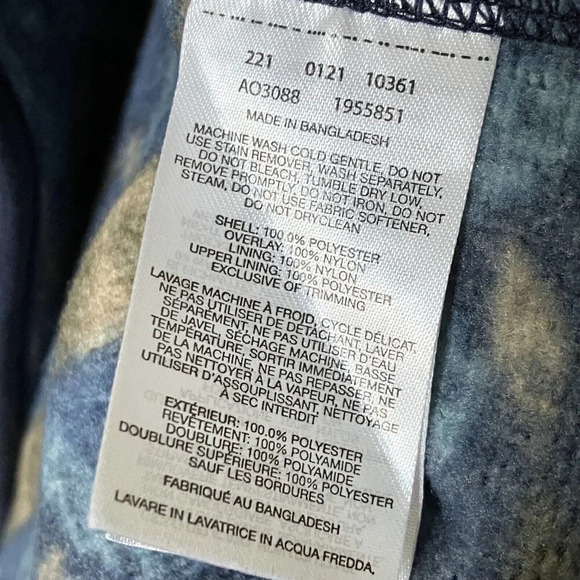 221 0121 10361
AO3088 1955851
MADE IN BANGLADESH
MACHINE WASH COLD GENTLE, DO NOT
USE STAIN REMOVER, WASH SEPARATELY,
DO NOT BLEACH, TUMBLE DRY LOW,
REMOVE PROMPTLY, DO NOT IRON, DO NOT
STEAM, DO NOT USE FABRIC SOFTENER,
DO NOT DRYCLEAN
SHELL: 100.0% POLYESTER
OVERLAY: 100% NYLON
LINING: 100% NYLON
UPPER LINING: 100% POLYESTER
EXCLUSIVE OF TRIMMING
LAVAGE MACHINE À FROID, CYCLE DÉLICAT,
NE PAS UTILISER DE DÉTACHANT, LAVER
SÉPARÉMENT, NE PAS UTILISER D'EAU
DE JAVEL, SÉCHAGE MACHINE, BASSE
TEMPÉRATURE, SORTIR IMMÉDIATEMENT
DE LA MACHINE, NE PAS REPASSER, NE
PAS NETTOYER À LA VAPEUR, NE PAS
UTILISER D'ASSOUPLISSANT, NETTOYAGE
À SEC INTERDIT
EXTÉRIEUR: 100.0% POLYESTER
REVÊTEMENT: 100% POLYAMIDE
DOUBLURE: 100% POLYAMIDE
DOUBLURE SUPÉRIEURE: 100% POLYESTER
SAUF LES BORDURES
FABRIQUÉ AU BANGLADESH
LAVARE IN LAVATRICE IN ACQUA FREDDA,